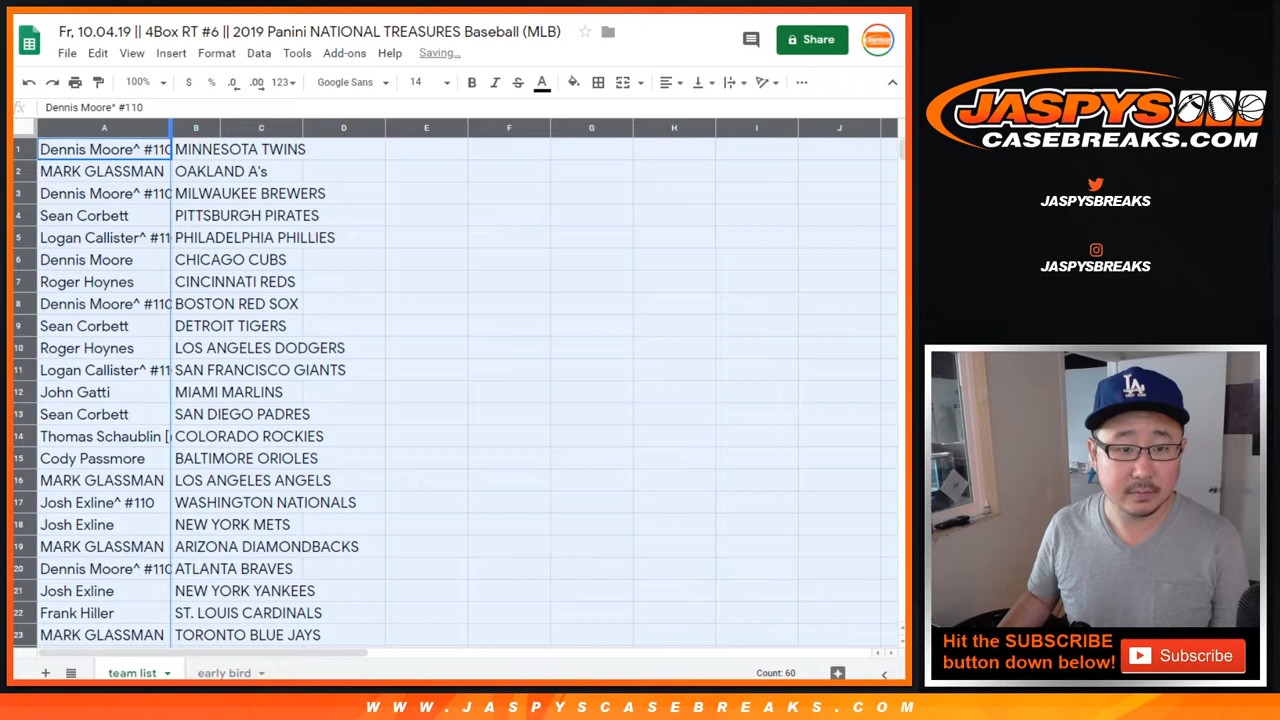 Fr, 10.04.19 || 4Box RT #6 || 2019 Panini NATIONAL TREASURES Baseball (MLB)
File Edit View Insert Format Data Tools Add-ons Help Saving...
Share
100% $ % .0 .00 123 Google Sans 14 B I S A
fx Dennis Moore^ #110
A B C D E F G H I J
1 Dennis Moore^ #110 MINNESOTA TWINS
2 MARK GLASSMAN OAKLAND A's
3 Dennis Moore^ #110 MILWAUKEE BREWERS
4 Sean Corbett PITTSBURGH PIRATES
5 Logan Callister^ #11 PHILADELPHIA PHILLIES
6 Dennis Moore CHICAGO CUBS
7 Roger Hoynes CINCINNATI REDS
8 Dennis Moore^ #110 BOSTON RED SOX
9 Sean Corbett DETROIT TIGERS
10 Roger Hoynes LOS ANGELES DODGERS
11 Logan Callister^ #11 SAN FRANCISCO GIANTS
12 John Gatti MIAMI MARLINS
13 Sean Corbett SAN DIEGO PADRES
14 Thomas Schaublin [ COLORADO ROCKIES
15 Cody Passmore BALTIMORE ORIOLES
16 MARK GLASSMAN LOS ANGELES ANGELS
17 Josh Exline^ #110 WASHINGTON NATIONALS
18 Josh Exline NEW YORK METS
19 MARK GLASSMAN ARIZONA DIAMONDBACKS
20 Dennis Moore^ #110 ATLANTA BRAVES
21 Josh Exline NEW YORK YANKEES
22 Frank Hiller ST. LOUIS CARDINALS
23 MARK GLASSMAN TORONTO BLUE JAYS
team list early bird Count: 60
JASPYS
CASEBREAKS.COM
JASPYSBREAKS
JASPYSBREAKS
LA
Hit the SUBSCRIBE
button down below!
Subscribe
WWW.JASPYSCASEBREAKS.COM